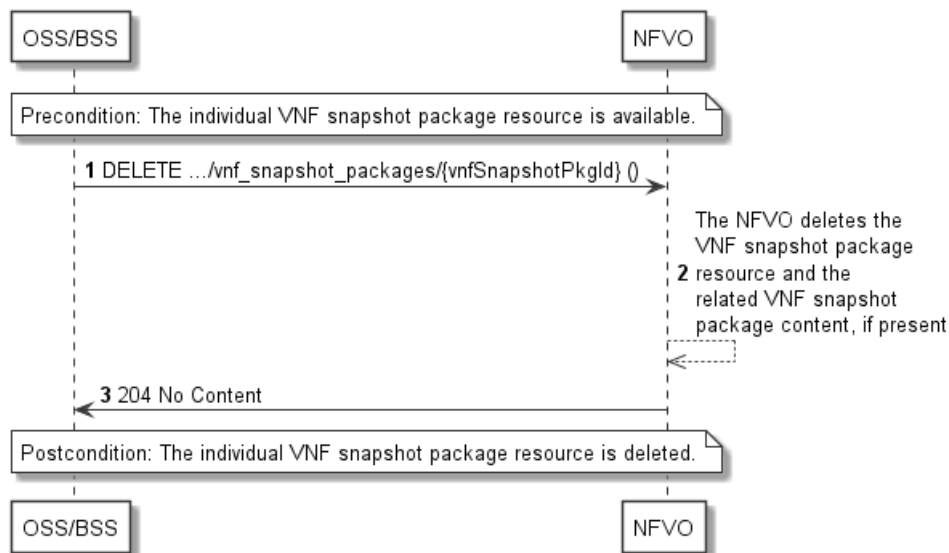 OSS/BSS
NFVO
Precondition: The individual VNF snapshot package resource is available.
1 DELETE .../vnf_snapshot_packages/{vnfSnapshotPkgId} ()
The NFVO deletes the
VNF snapshot package
2 resource and the
related VNF snapshot
package content, if present
3 204 No Content
Postcondition: The individual VNF snapshot package resource is deleted.
OSS/BSS
NFVO